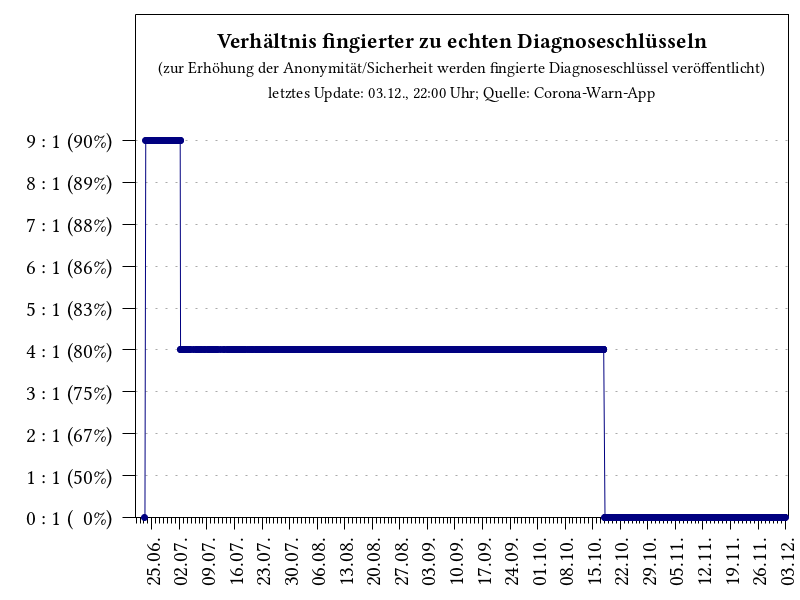 Verhältnis fingierter zu echten Diagnoseschlüsseln
(zur Erhöhung der Anonymität/Sicherheit werden fingierte Diagnoseschlüssel veröffentlicht)
letztes Update: 03.12., 22:00 Uhr; Quelle: Corona-Warn-App
9 : 1 (90%)
8 : 1 (89%)
7 : 1 (88%)
6 : 1 (86%)
5 : 1 (83%)
4 : 1 (80%)
3 : 1 (75%)
2 : 1 (67%)
1 : 1 (50%)
0 : 1 ( 0%)
25.06.
02.07.
09.07.
16.07.
23.07.
30.07.
06.08.
13.08.
20.08.
27.08.
03.09.
10.09.
17.09.
24.09.
01.10.
08.10.
15.10.
22.10.
29.10.
05.11.
12.11.
19.11.
26.11.
03.12.